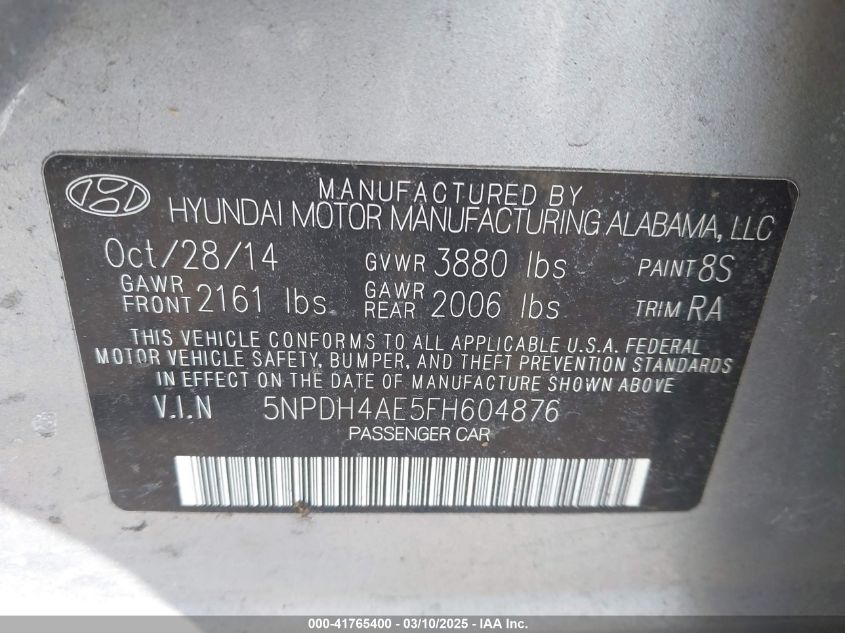 MANUFACTURED BY
HYUNDAI MOTOR MANUFACTURING ALABAMA, LLC
Oct/28/14 GVWR 3880 lbs PAINT 8S
GAWR FRONT 2161 lbs GAWR REAR 2006 lbs TRIM RA
THIS VEHICLE CONFORMS TO ALL APPLICABLE U.S.A. FEDERAL
MOTOR VEHICLE SAFETY, BUMPER, AND THEFT PREVENTION STANDARDS
IN EFFECT ON THE DATE OF MANUFACTURE SHOWN ABOVE
V.I.N 5NPDH4AE5FH604876
PASSENGER CAR
000-41765400 - 03/10/2025 - IAA Inc.